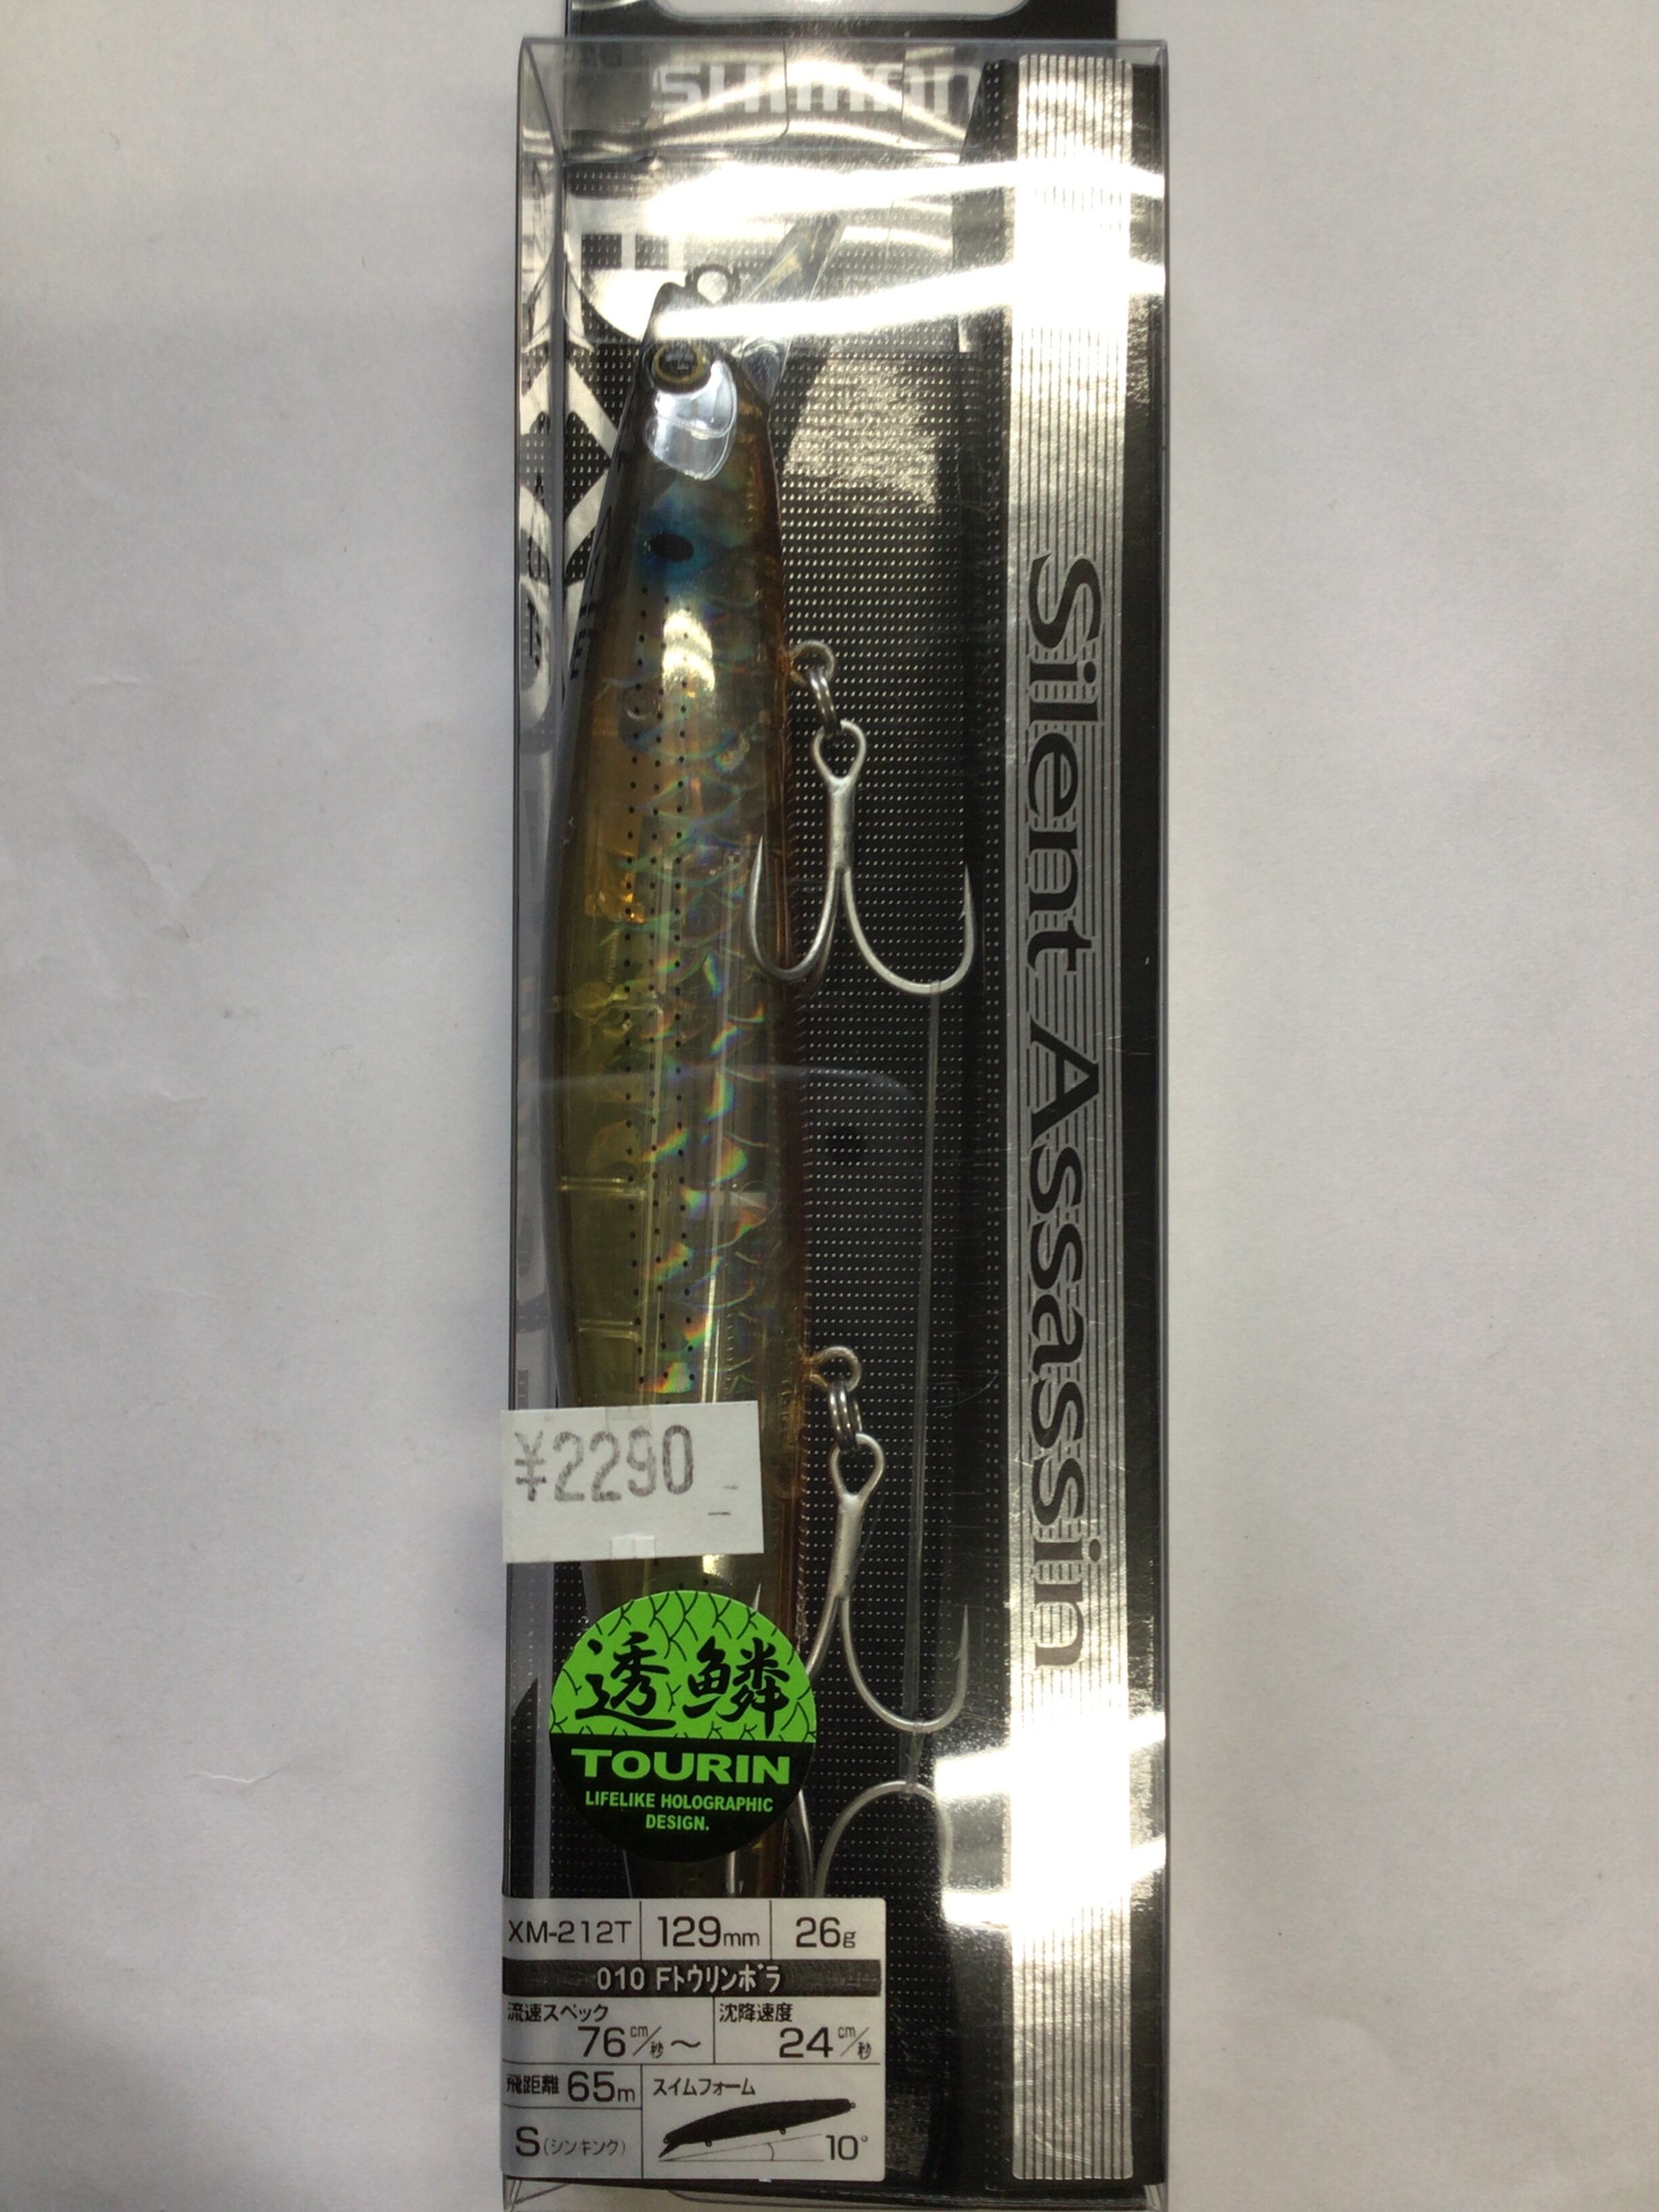 SHIMANO
Silent Assassin
¥2290
透鱗
TOURIN
LIFELIKE HOLOGRAPHIC
DESIGN.
XM-212T 129mm 26g
010 Fトウリンボラ
流速スペック 沈降速度
76cm/秒～ 24cm/秒
飛距離 65m スイムフォーム
S(シンキング) 10°